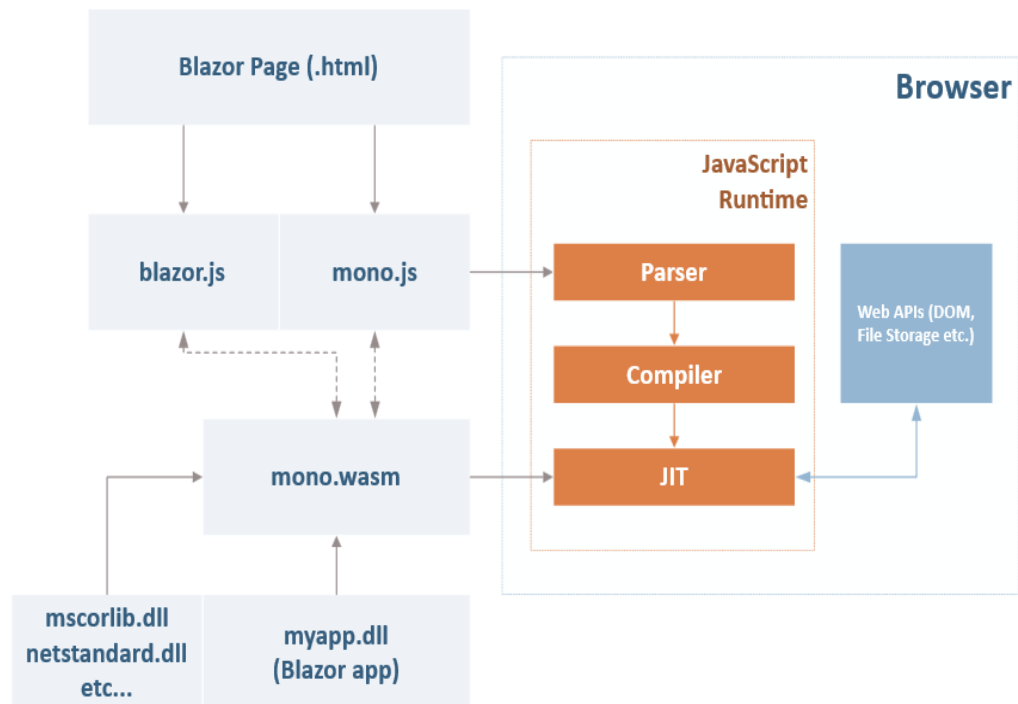 Blazor Page (.html)
Browser
JavaScript
Runtime
blazor.js
mono.js
Parser
Web APIs (DOM,
File Storage etc.)
Compiler
mono.wasm
JIT
mscorlib.dll
netstandard.dll
etc...
myapp.dll
(Blazor app)